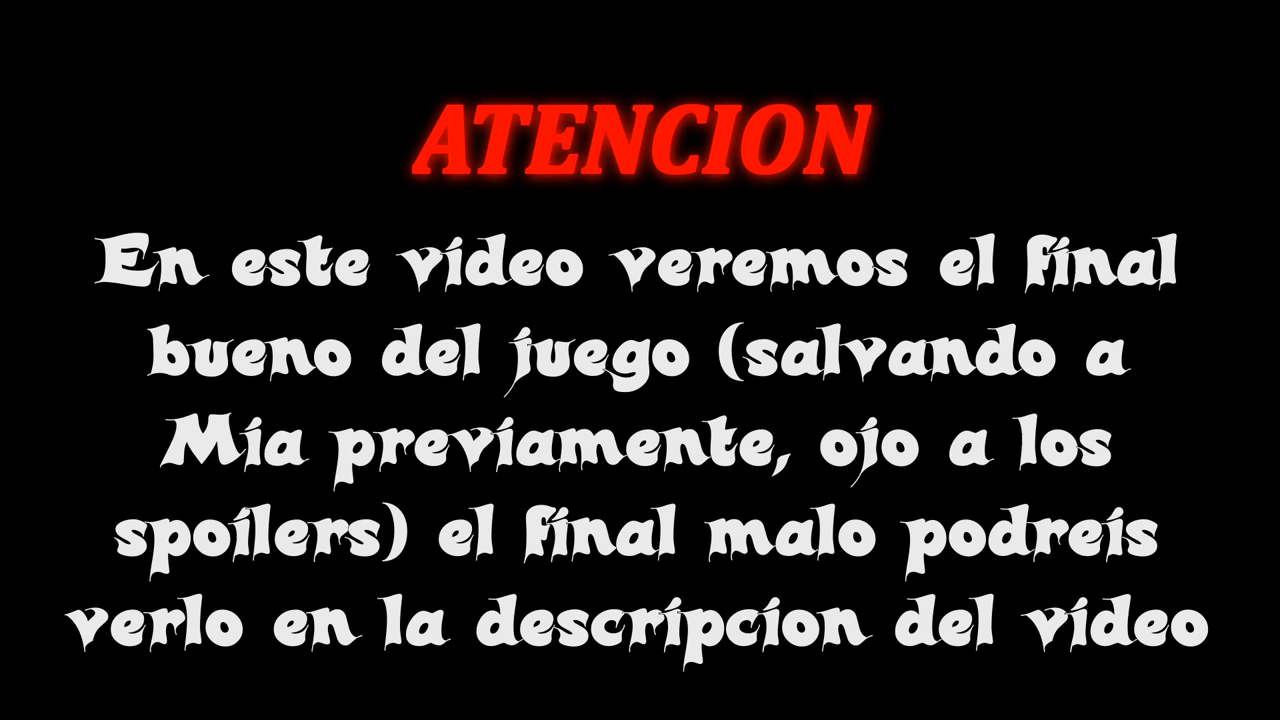 ATENCION
En este video veremos el final
bueno del juego (salvando a
Mia previamente, ojo a los
spoilers) el final malo podreis
verlo en la descripcion del video